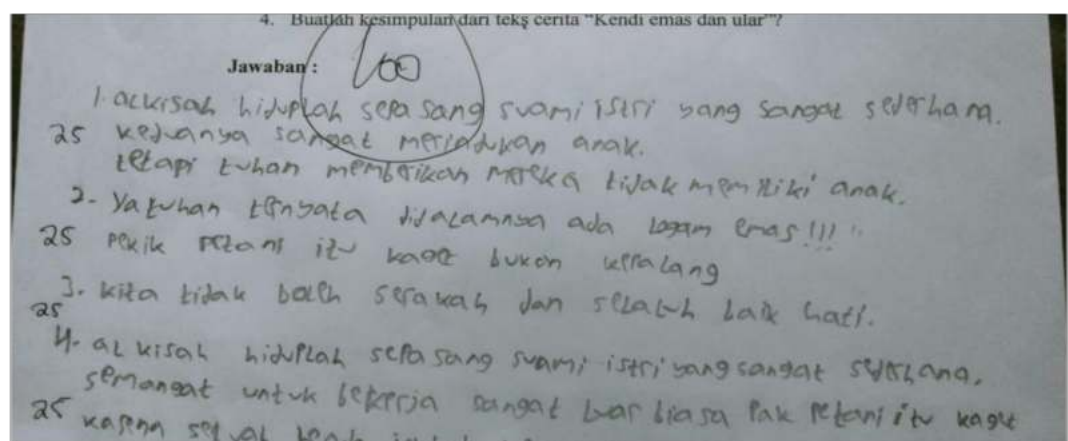 4. Buatlah kesimpulan dari teks cerita "Kendi emas dan ular"?
Jawaban :
100
1. alkisah hiduplah sepasang suami istri yang sangat sederhana.
25 keduanya sangat merindukan anak.
tetapi tuhan memberikan mereka tidak memiliki anak.
2. Ya tuhan ternyata didalamnya ada logam emas !!! "
25 pekik petani itu kaget bukan
3. kita tidak boleh serakah dan selaluh baik hati.
25
4. al kisah hiduplah sepasang suami istri yang sangat sederhana,
semangat untuk bekerja sangat luar biasa Pak Petani itu kaget
25 karena